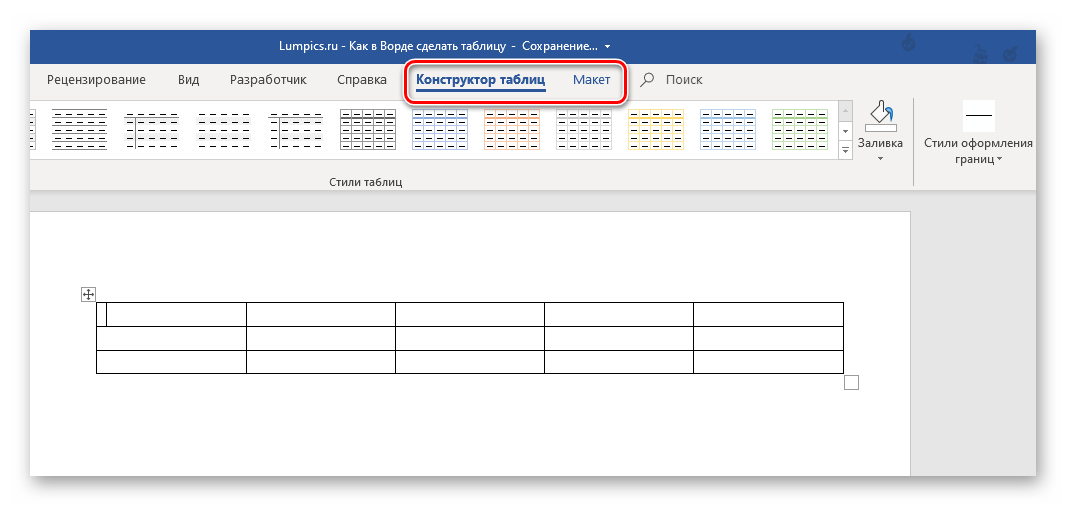 Lumpics.ru - Как в Ворде сделать таблицу - Сохранение...
Рецензирование Вид Разработчик Справка Конструктор таблиц Макет Поиск
Заливка
Стили оформления
границ
Стили таблиц